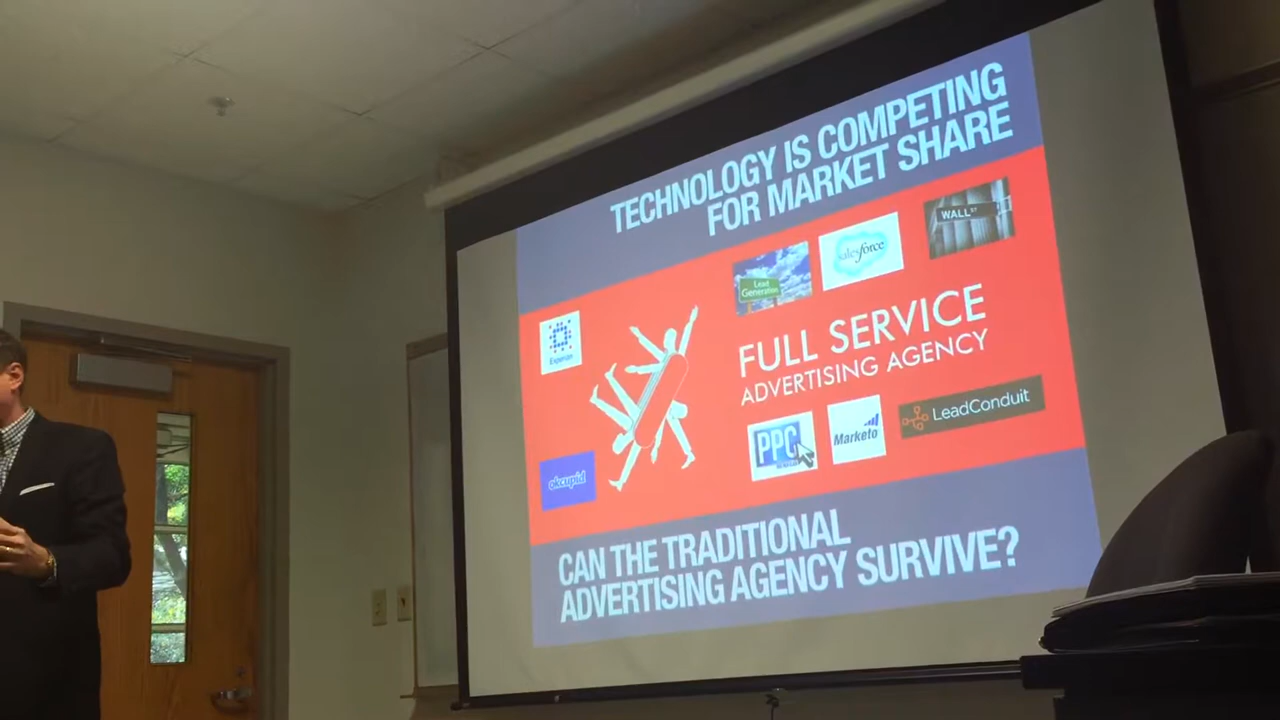 TECHNOLOGY IS COMPETING
FOR MARKET SHARE
WALL ST
salesforce
Lead
Generation
Experian
FULL SERVICE
ADVERTISING AGENCY
PPC
Marketo
LeadConduit
okcupid
CAN THE TRADITIONAL
ADVERTISING AGENCY SURVIVE?